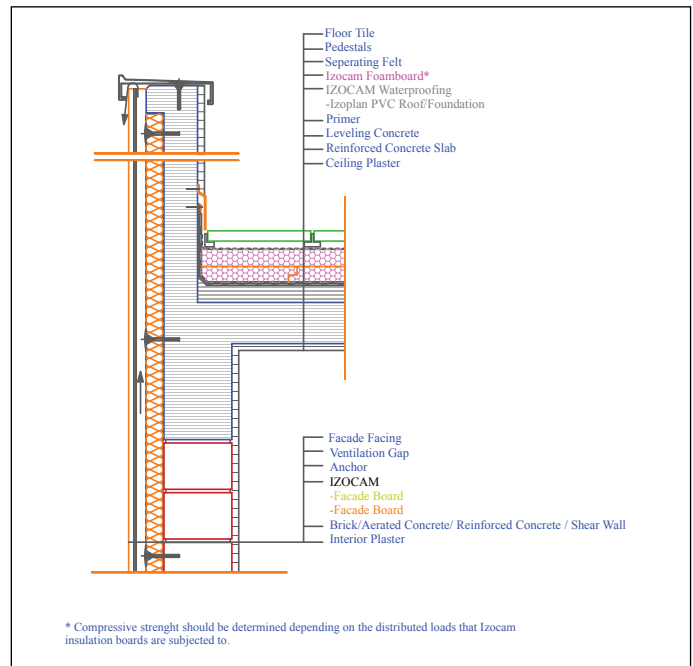 Floor Tile
Pedestals
Seperating Felt
Izocam Foamboard*
IZOCAM Waterproofing
-Izoplan PVC Roof/Foundation
Primer
Leveling Concrete
Reinforced Concrete Slab
Ceiling Plaster
Facade Facing
Ventilation Gap
Anchor
IZOCAM
-Facade Board
-Facade Board
Brick/Aerated Concrete/ Reinforced Concrete / Shear Wall
Interior Plaster
* Compressive strenght should be determined depending on the distributed loads that Izocam
insulation boards are subjected to.